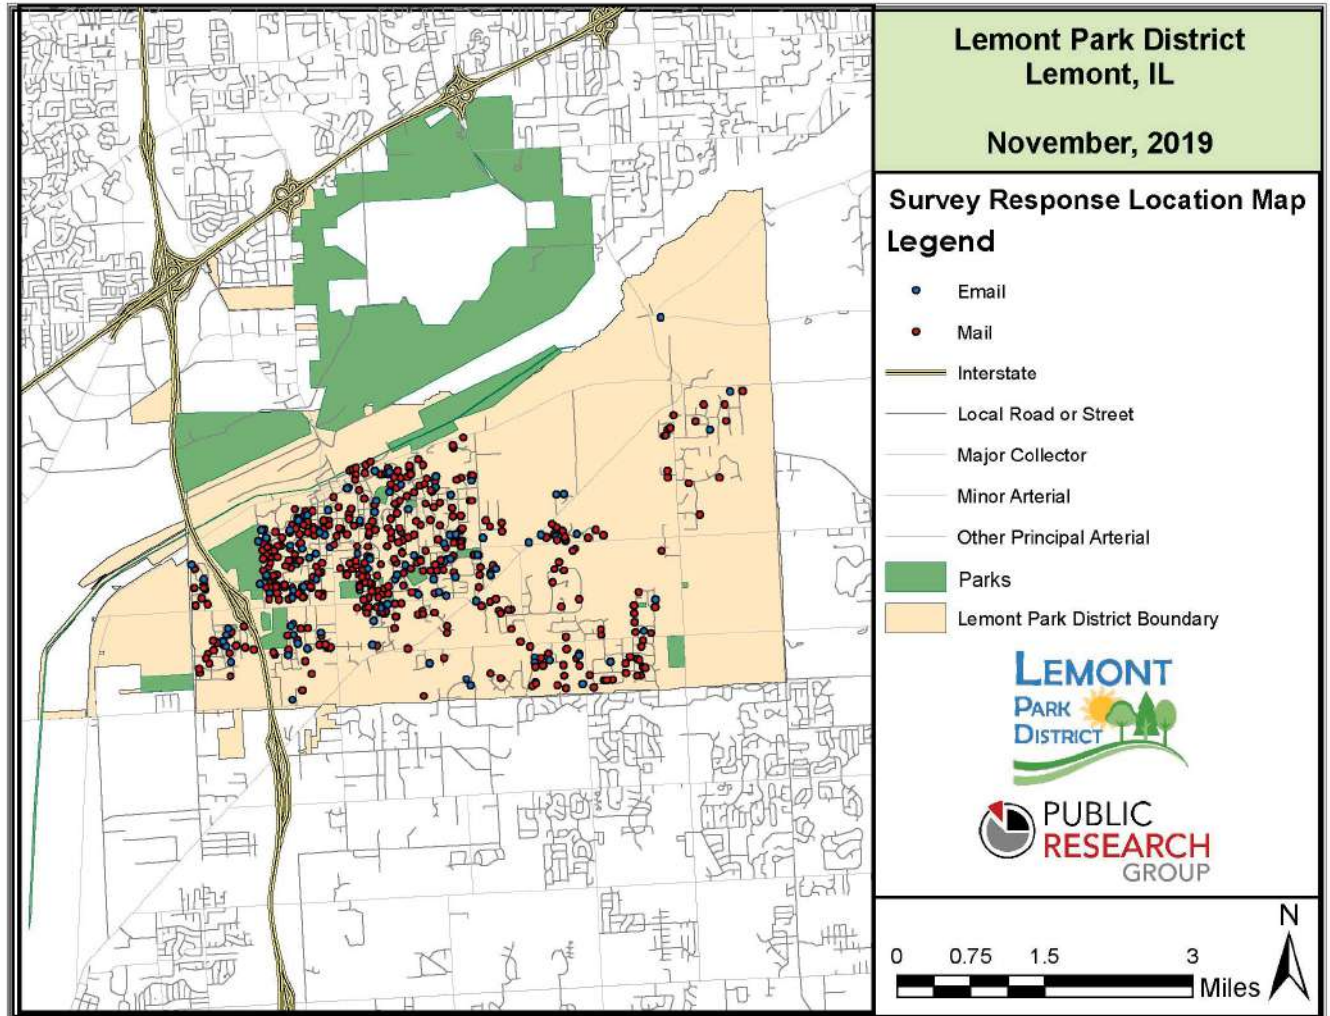 Lemont Park District
Lemont, IL
November, 2019
Survey Response Location Map
Legend
Email
Mail
Interstate
Local Road or Street
Major Collector
Minor Arterial
Other Principal Arterial
Parks
Lemont Park District Boundary
LEMONT
PARK
DISTRICT
PUBLIC
RESEARCH
GROUP
N
0 0.75 1.5 3
Miles